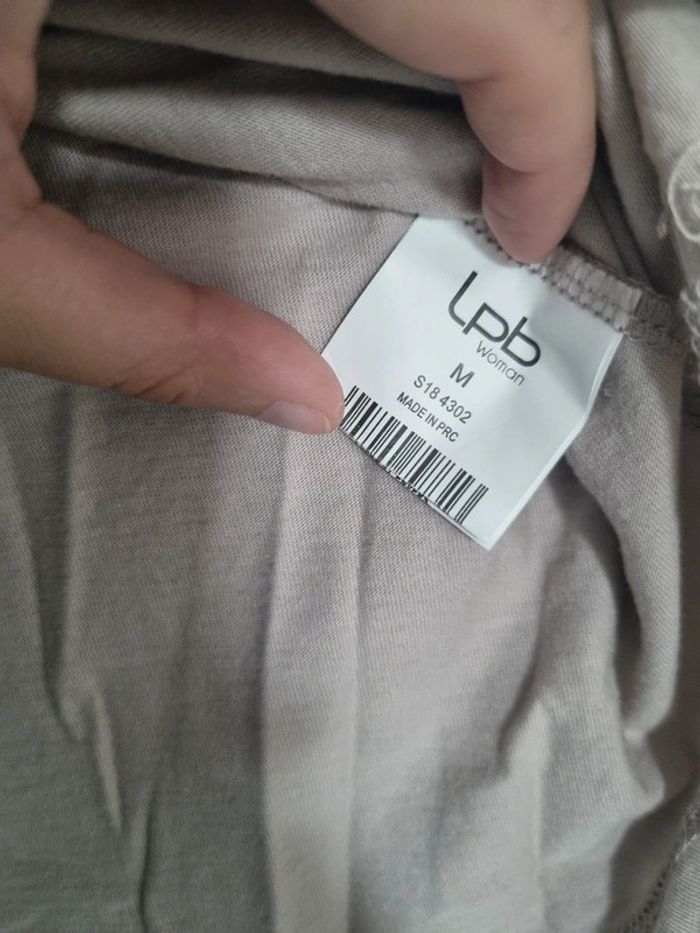 lpb
Woman
M
S18 4302
MADE IN PRC